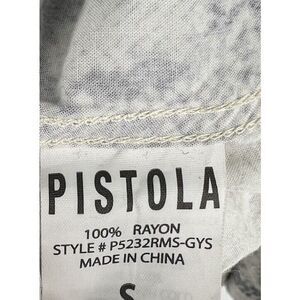 PISTOLA
100% RAYON
STYLE # P5232RMS-GYS
MADE IN CHINA
S